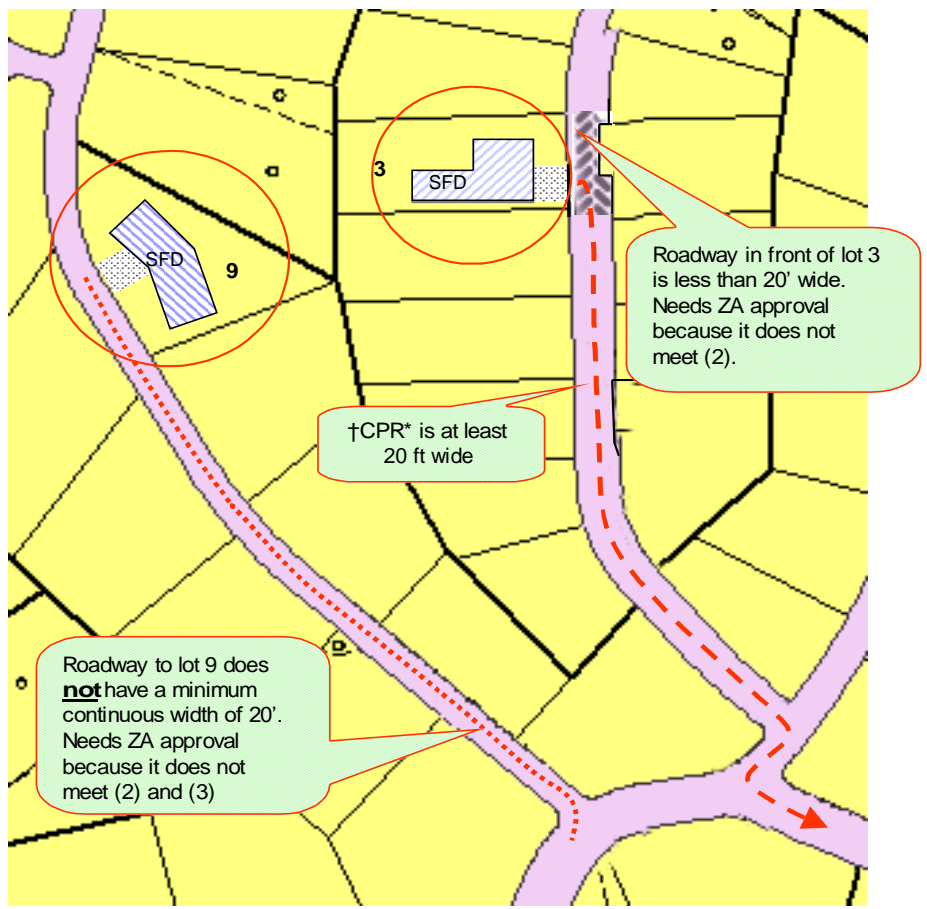 3
SFD
SFD
9
Roadway in front of lot 3
is less than 20' wide.
Needs ZA approval
because it does not
meet (2).
†CPR* is at least
20 ft wide
Roadway to lot 9 does
not have a minimum
continuous width of 20'.
Needs ZA approval
because it does not
meet (2) and (3)